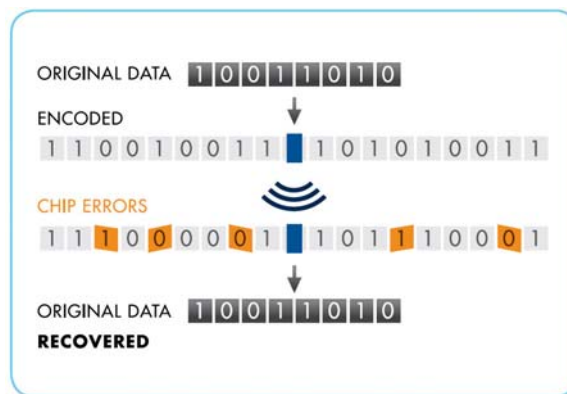 ORIGINAL DATA 1 0 0 1 1 0 1 0
ENCODED
1 1 0 0 1 0 0 1 1 1 0 1 0 1 0 0 1 1
CHIP ERRORS
1 1 1 0 0 0 0 0 1 1 0 1 1 1 0 0 0 1
ORIGINAL DATA 1 0 0 1 1 0 1 0
RECOVERED